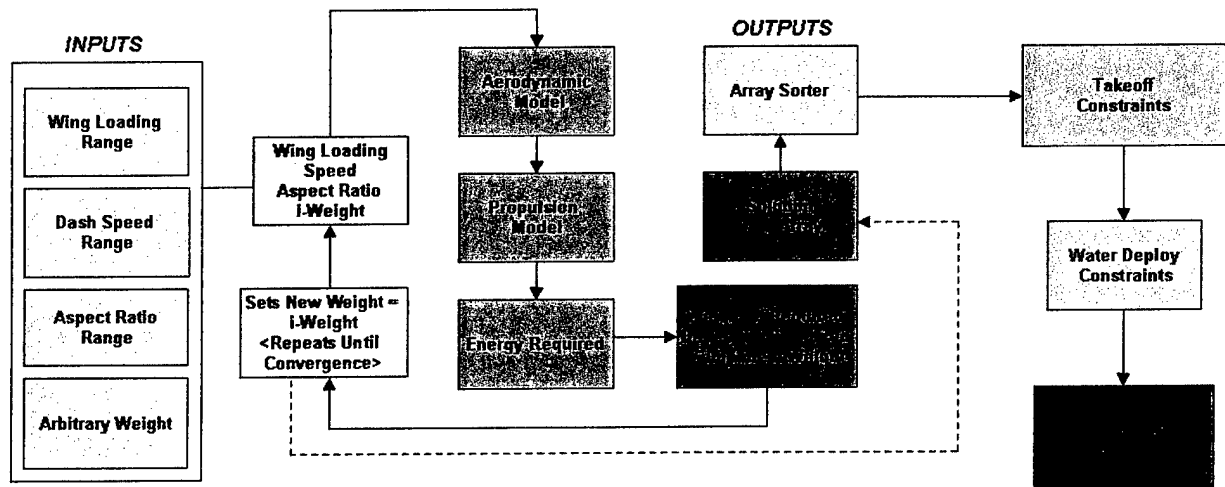 INPUTS
Wing Loading
Range
Dash Speed
Range
Aspect Ratio
Range
Arbitrary Weight
Wing Loading
Speed
Aspect Ratio
i-Weight
Sets New Weight =
i-Weight
<Repeats Until
Convergence>
Aerodynamic
Model
Propulsion
Model
Energy Required
OUTPUTS
Array Sorter
Takeoff
Constraints
Water Deploy
Constraints